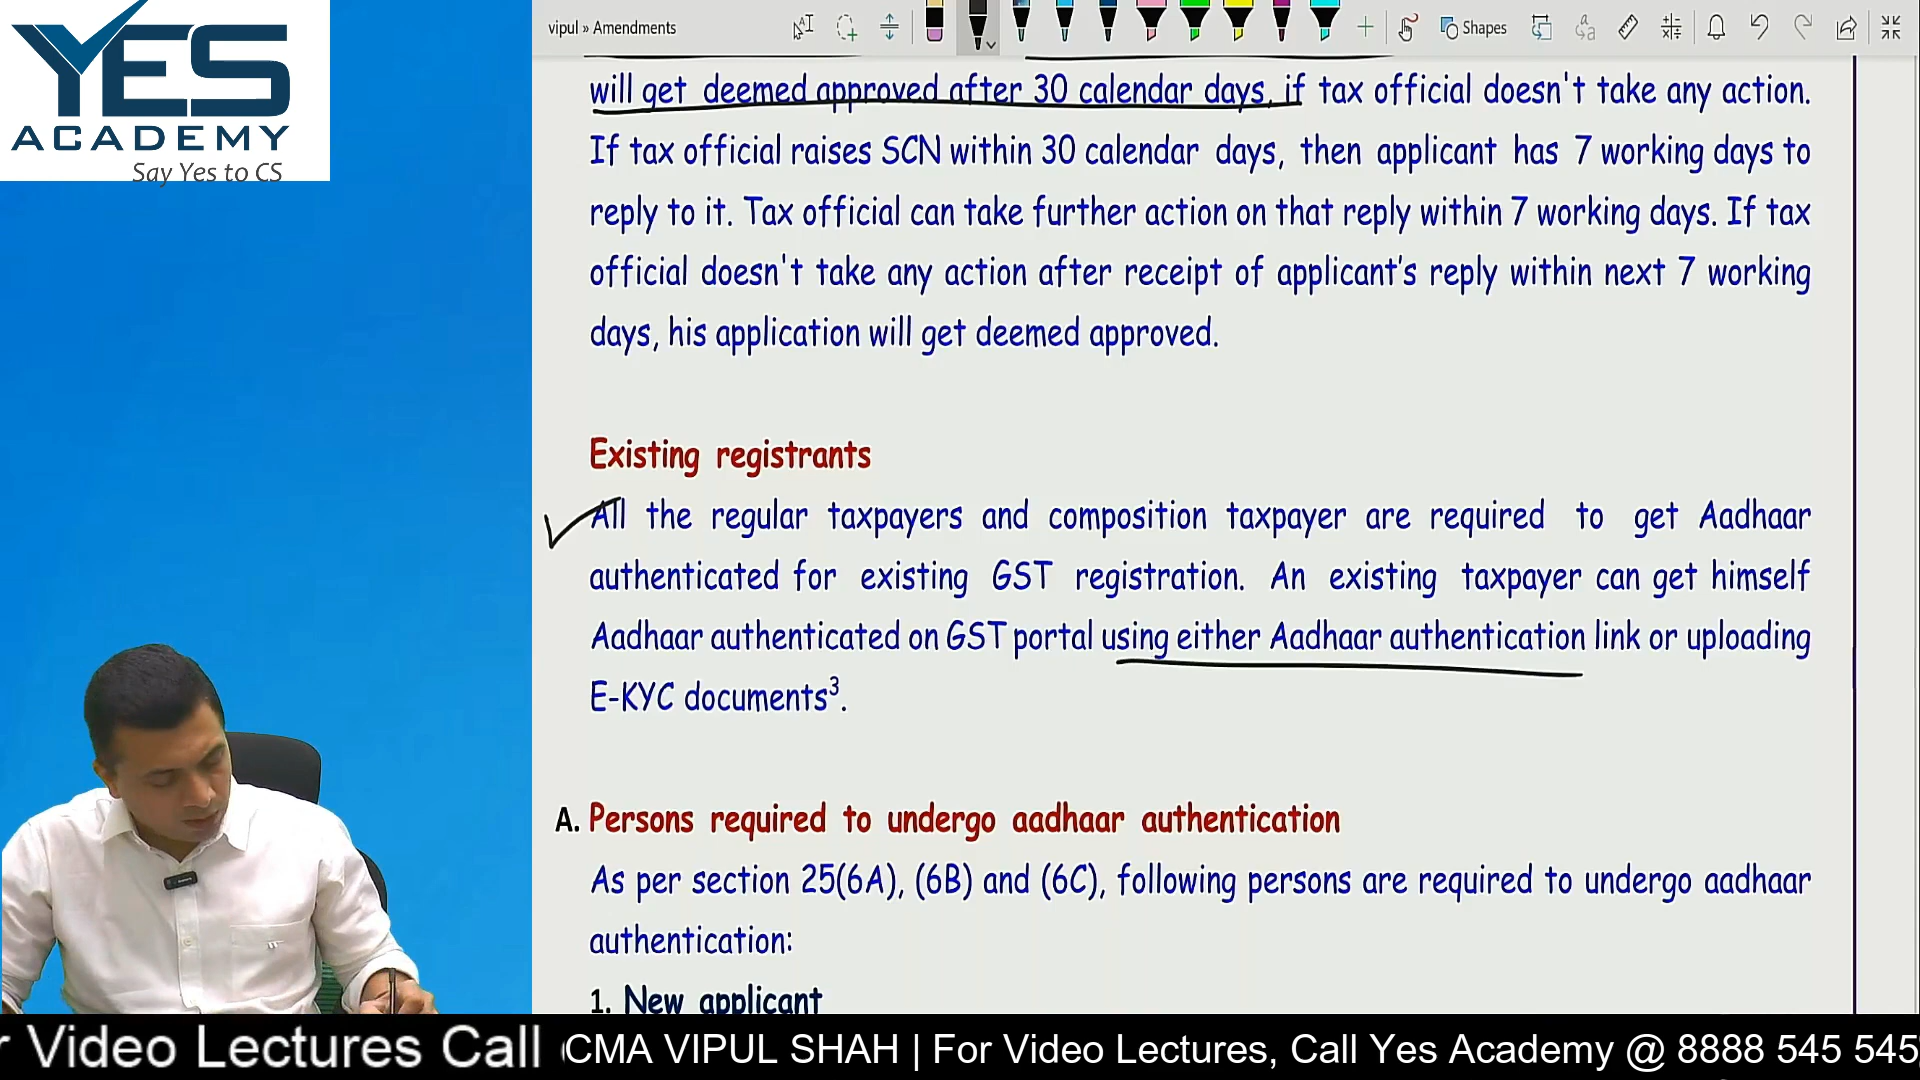 YES
ACADEMY
Say Yes to CS
vipul » Amendments
Shapes
will get deemed approved after 30 calendar days, if tax official doesn't take any action.
If tax official raises SCN within 30 calendar days, then applicant has 7 working days to
reply to it. Tax official can take further action on that reply within 7 working days. If tax
official doesn't take any action after receipt of applicant's reply within next 7 working
days, his application will get deemed approved.
Existing registrants
All the regular taxpayers and composition taxpayer are required to get Aadhaar
authenticated for existing GST registration. An existing taxpayer can get himself
Aadhaar authenticated on GST portal using either Aadhaar authentication link or uploading
E-KYC documents³.
A. Persons required to undergo aadhaar authentication
As per section 25(6A), (6B) and (6C), following persons are required to undergo aadhaar
authentication:
1. New applicant
r Video Lectures Call
CMA VIPUL SHAH | For Video Lectures, Call Yes Academy @ 8888 545 545